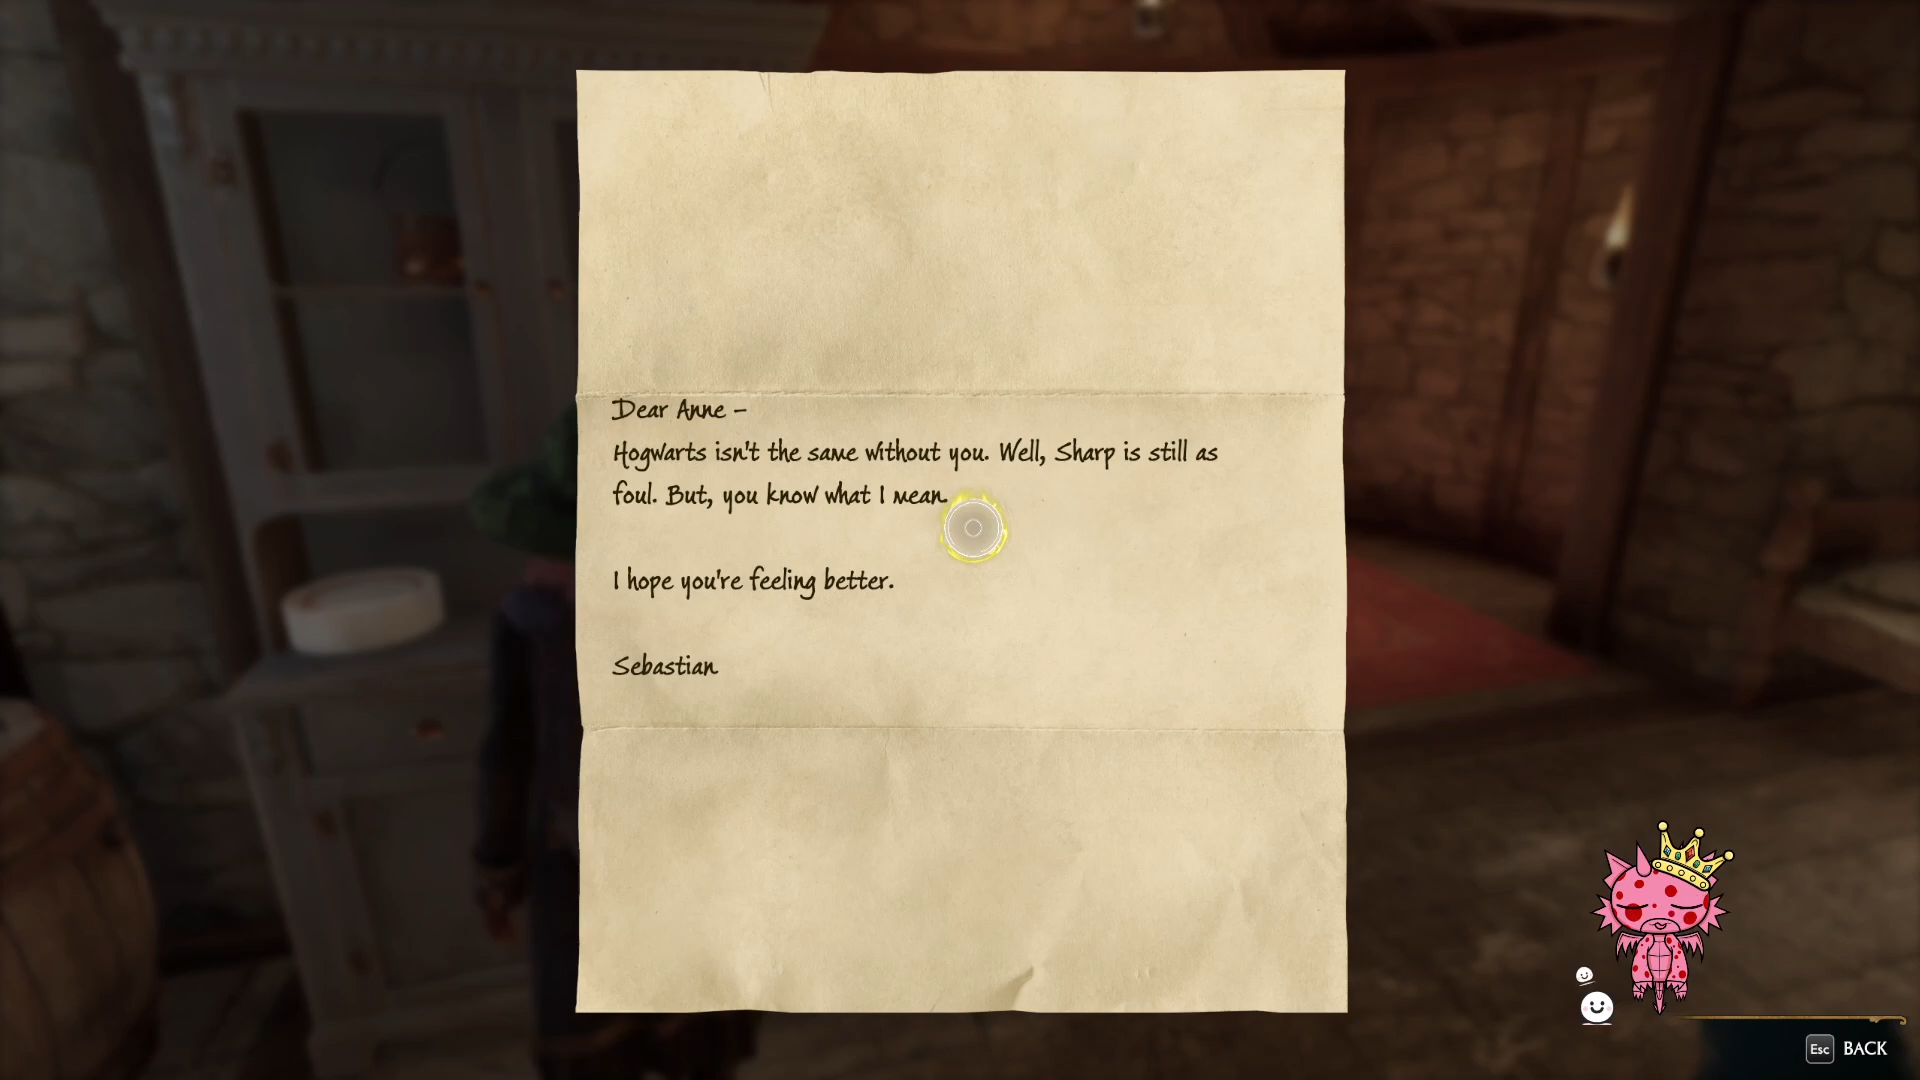 Dear Anne –
Hogwarts isn't the same without you. Well, Sharp is still as
foul. But, you know what I mean.
I hope you're feeling better.
Sebastian
Esc BACK